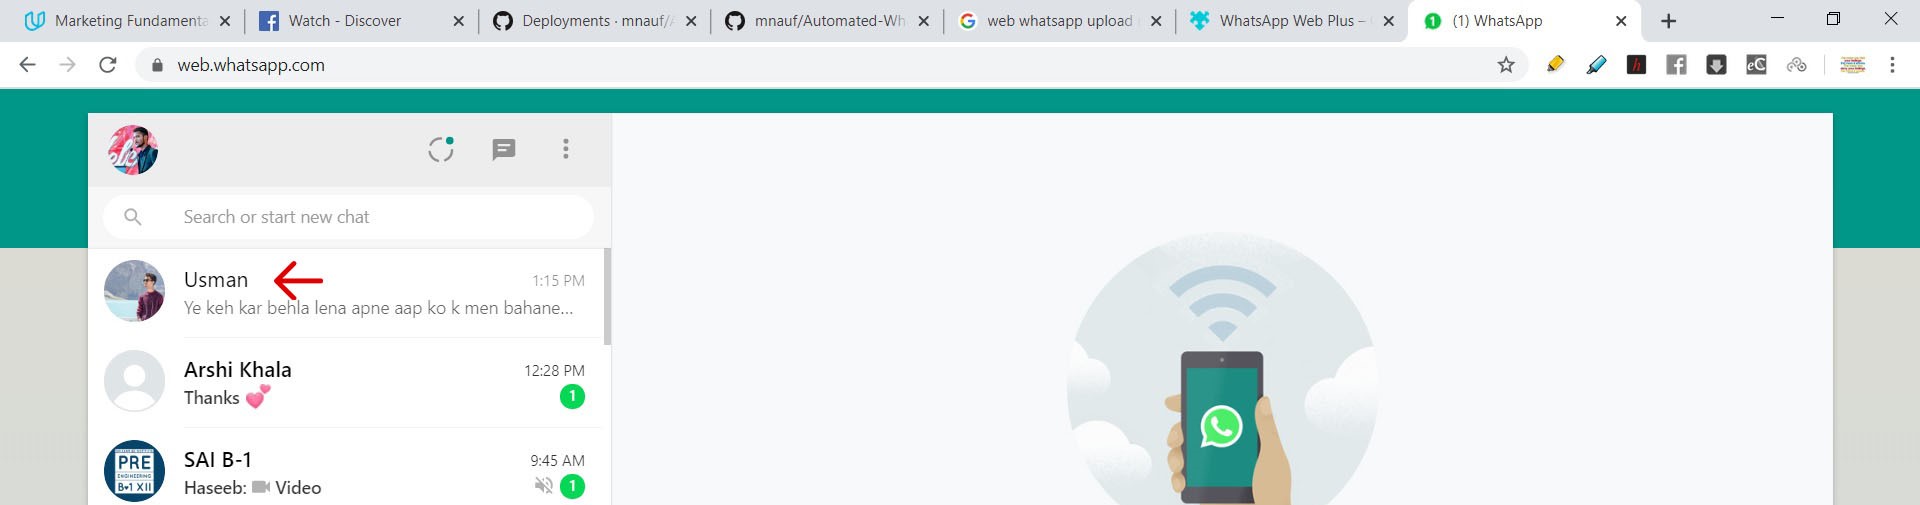 Marketing Fundamenta
Watch - Discover
Deployments · mnauf/A
mnauf/Automated-Wh
web whatsapp upload
WhatsApp Web Plus –
(1) WhatsApp
web.whatsapp.com
Search or start new chat
Usman
1:15 PM
Ye keh kar behla lena apne aap ko k men bahane...
Arshi Khala
12:28 PM
Thanks 💕
1
SAI B-1
9:45 AM
Haseeb: Video
1
PRE
ENGINEERING
B•1 XII